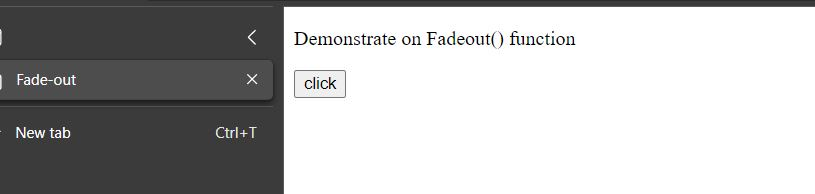 Demonstrate on Fadeout() function
Fade-out
click
New tab Ctrl+T